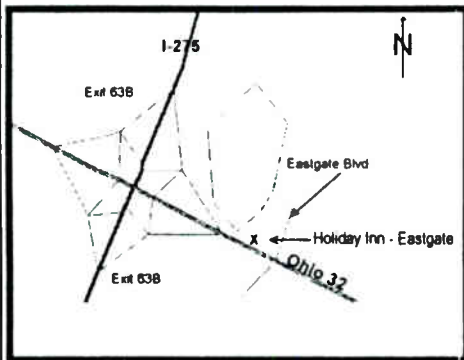 I-275
N
Exit 63B
Eastgate Blvd
X
Holiday Inn - Eastgate
Ohio 32
Exit 63B